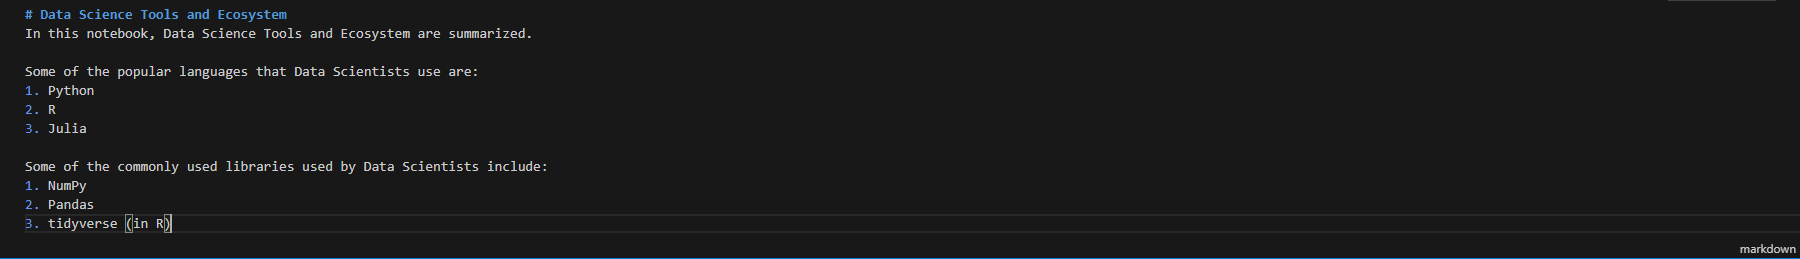 # Data Science Tools and Ecosystem
In this notebook, Data Science Tools and Ecosystem are summarized.
Some of the popular languages that Data Scientists use are:
1. Python
2. R
3. Julia
Some of the commonly used libraries used by Data Scientists include:
1. NumPy
2. Pandas
3. tidyverse (in R)
markdown